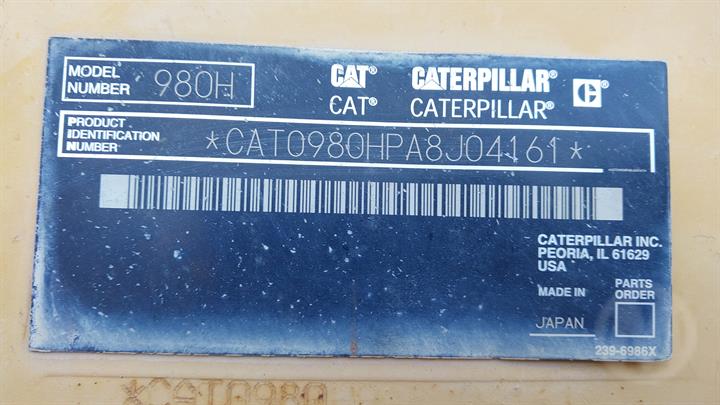 MODEL NUMBER 980H
CAT® CATERPILLAR® C®
CAT® CATERPILLAR®
PRODUCT IDENTIFICATION NUMBER *CAT0980HPA8J04161*
CATERPILLAR INC.
PEORIA, IL 61629
USA
MADE IN
JAPAN
PARTS ORDER
239-6986X
*CAT0980